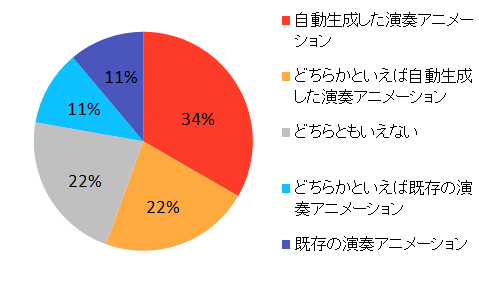 34%
22%
22%
11%
11%
自動生成した演奏アニメー
ション
どちらかといえば自動生成
した演奏アニメーション
どちらともいえない
どちらかといえば既存の演
奏アニメーション
既存の演奏アニメーション